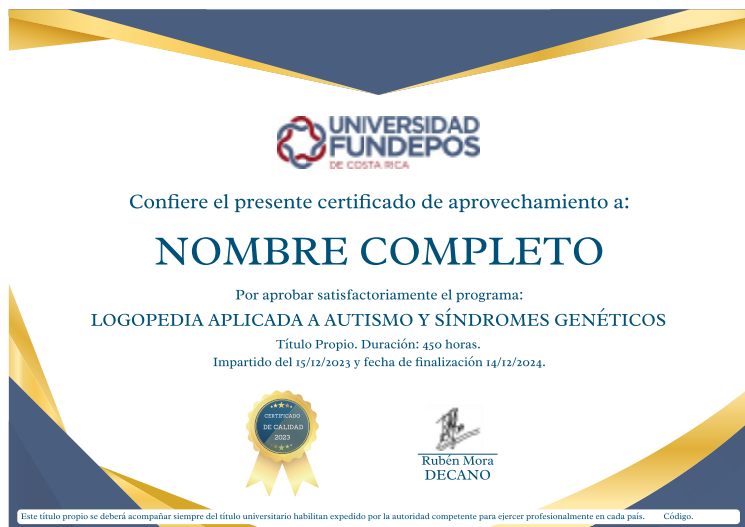 UNIVERSIDAD
FUNDEPOS
DE COSTA RICA
Confiere el presente certificado de aprovechamiento a:
NOMBRE COMPLETO
Por aprobar satisfactoriamente el programa:
LOGOPEDIA APLICADA A AUTISMO Y SÍNDROMES GENÉTICOS
Título Propio. Duración: 450 horas.
Impartido del 15/12/2023 y fecha de finalización 14/12/2024.
CERTIFICADO
DE CALIDAD
2023
Rubén Mora
DECANO
Este título propio se deberá acompañar siempre del título universitario habilitan expedido por la autoridad competente para ejercer profesionalmente en cada país. Código.